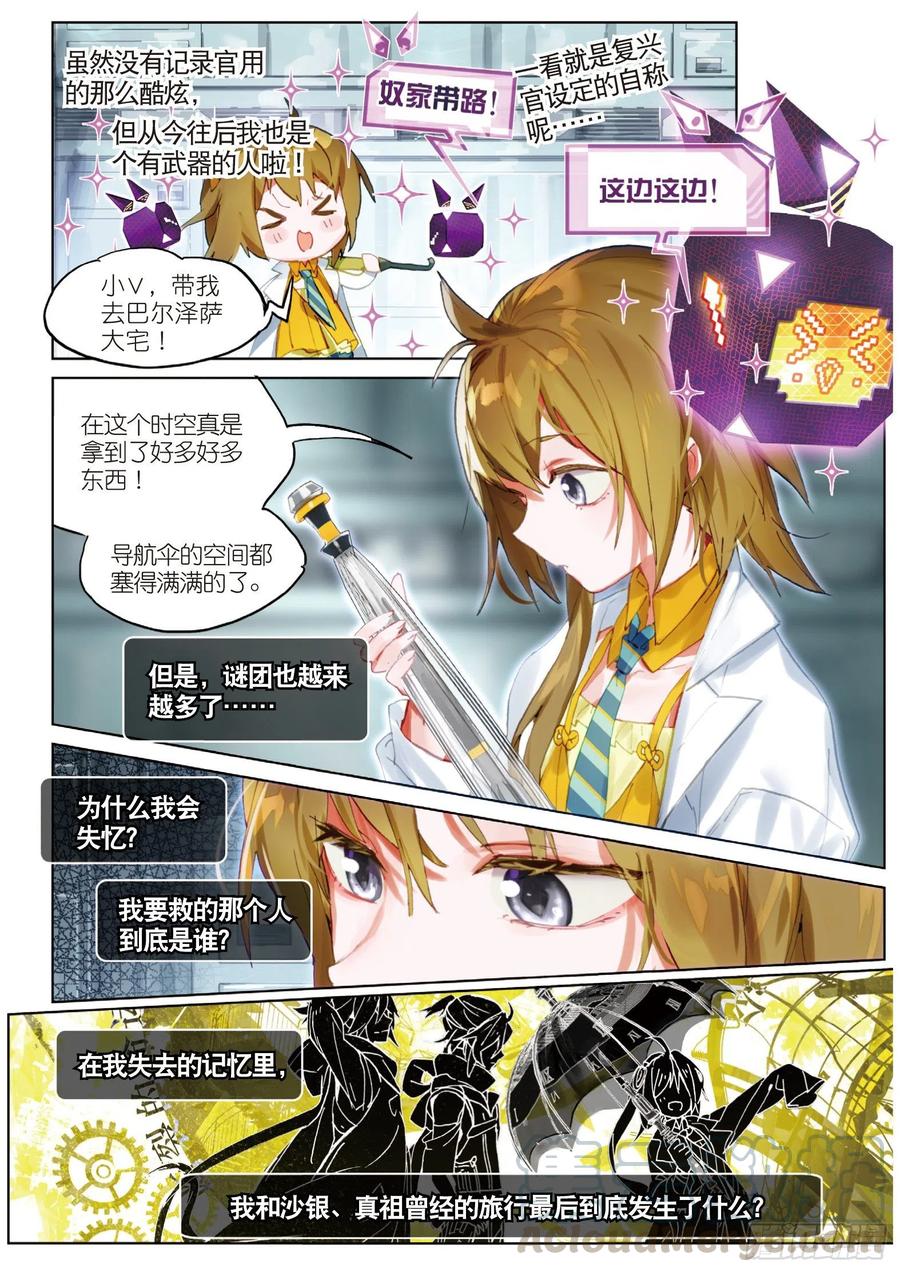 虽然没有记录官用
的那么酷炫，
但从今往后我也是
个有武器的人啦！
奴家带路！
一看就是复兴
官设定的自称
呢……
这边这边！
小V，带我
去巴尔泽萨
大宅！
在这个时空真是
拿到了好多好多
东西！
导航伞的空间都
塞得满满的了。
但是，谜团也越来
越多了……
为什么我会
失忆？
我要救的那个人
到底是谁？
在我失去的记忆里，
我和沙银、真祖曾经的旅行最后到底发生了什么？